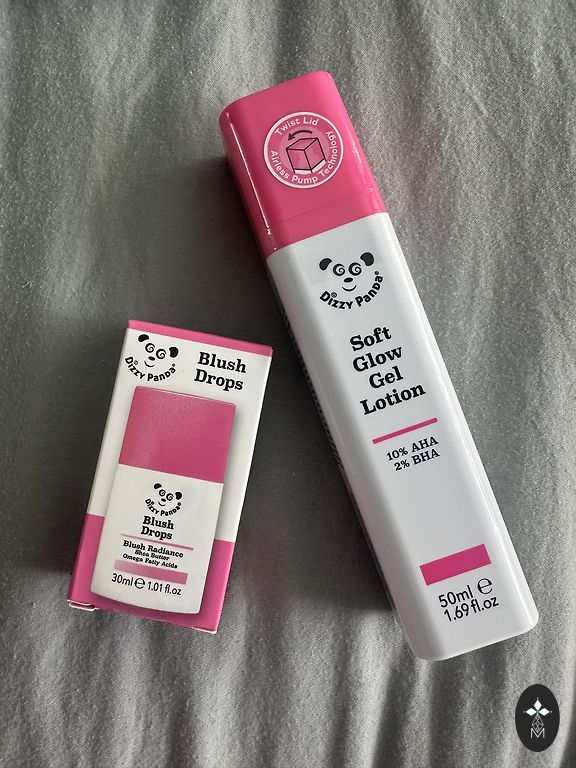 Twist Lid
Airless Pump Technology
Dizzy Panda®
Soft
Glow
Gel
Lotion
10% AHA
2% BHA
50ml ℮
1.69fl.oz
Dizzy Panda®
Blush
Drops
Dizzy Panda®
Blush
Drops
Blush Radiance
Shea Butter
Omega Fatty Acids
30ml ℮ 1.01 fl.oz
M